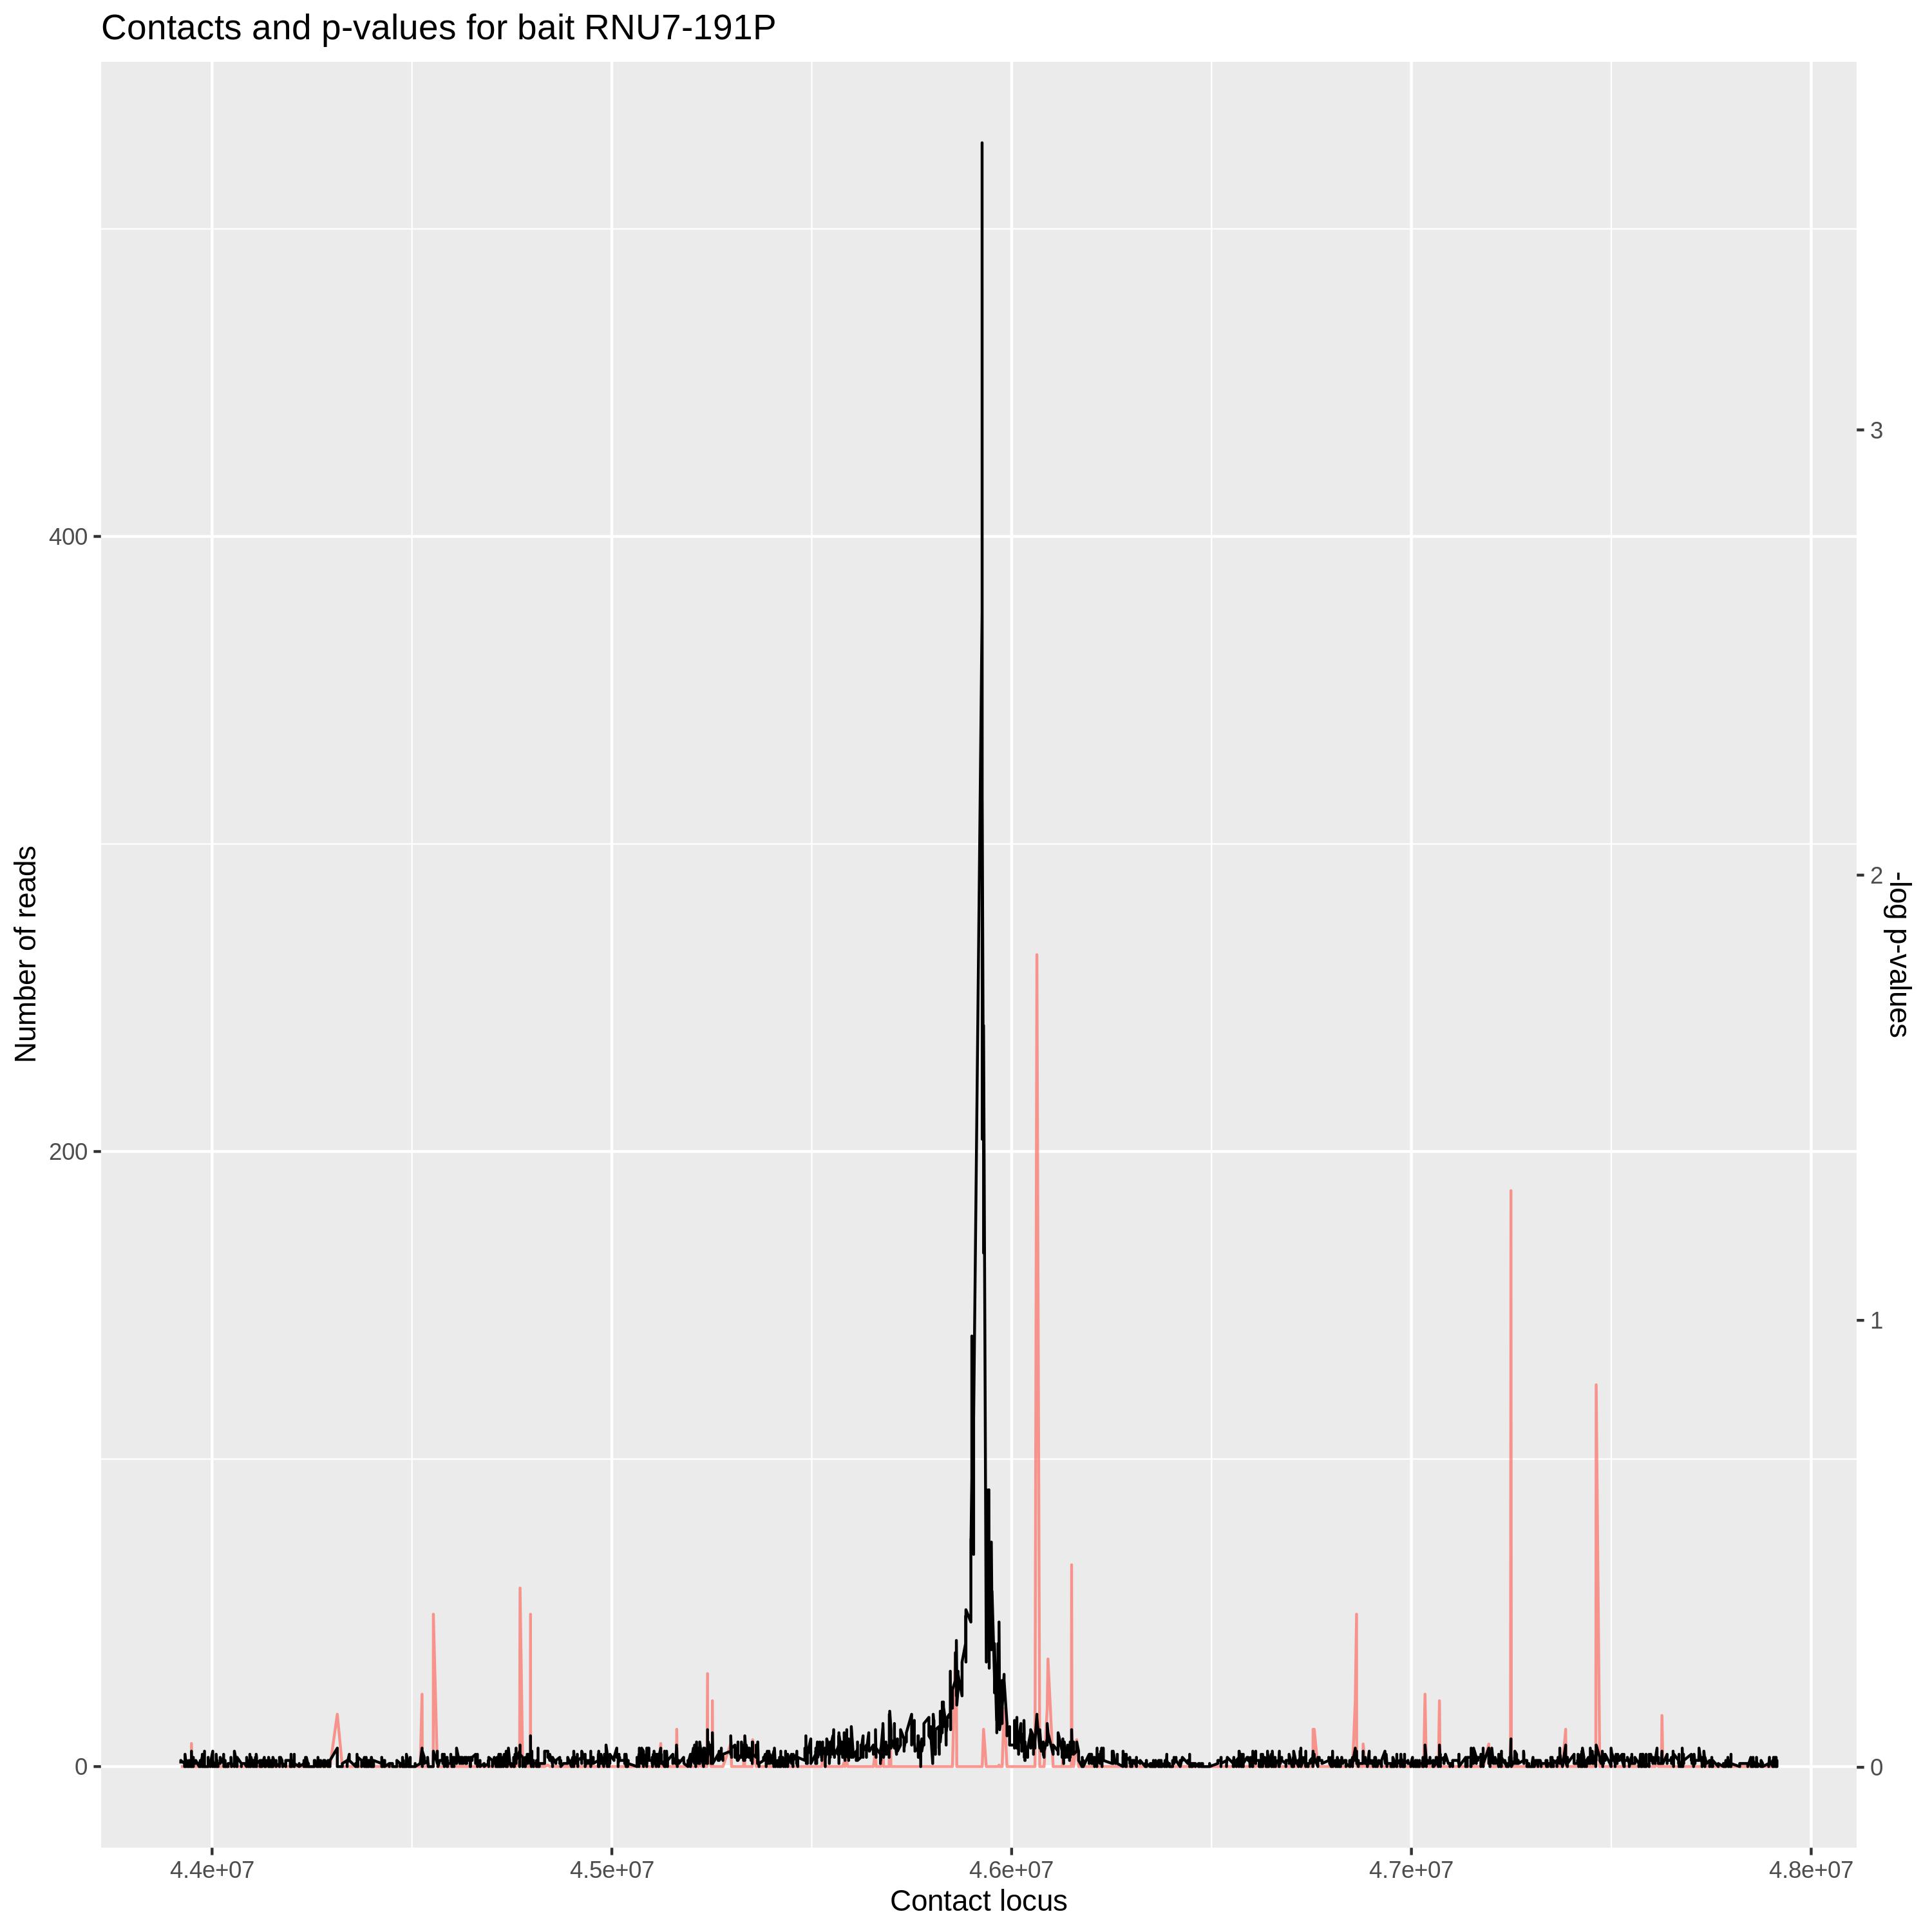 Contacts and p-values for bait RNU7-191P
Number of reads
400
200
0
3
2
1
0
-log p-values
4.4e+07
4.5e+07
4.6e+07
4.7e+07
4.8e+07
Contact locus